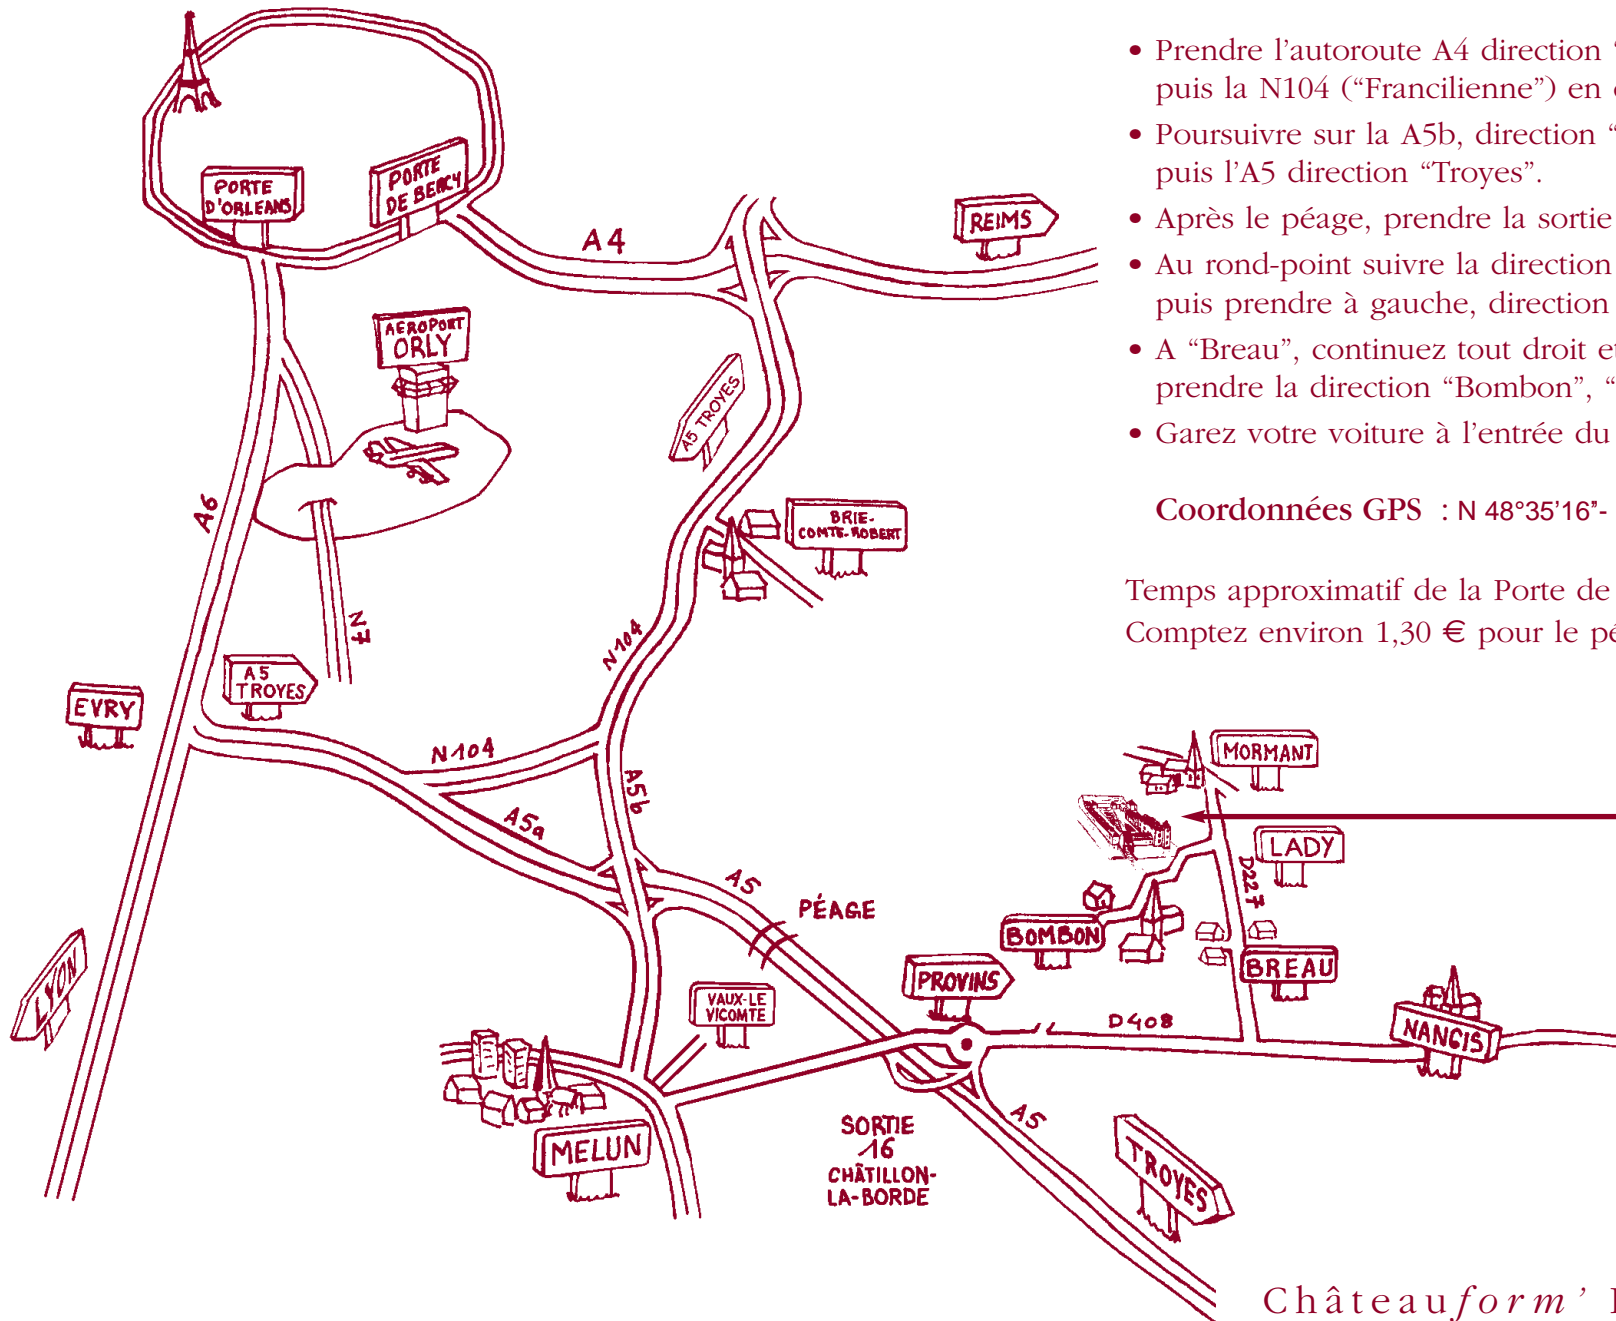 • Prendre l’autoroute A4 direction “
puis la N104 (“Francilienne”) en
• Poursuivre sur la A5b, direction “
puis l’A5 direction “Troyes”.
• Après le péage, prendre la sortie
• Au rond-point suivre la direction
puis prendre à gauche, direction
• A “Breau”, continuez tout droit et
prendre la direction “Bombon”, “
• Garez votre voiture à l’entrée du
Coordonnées GPS : N 48°35’16”-
Temps approximatif de la Porte de
Comptez environ 1,30 € pour le
PORTE
D'ORLEANS
PORTE
DE BERCY
A4
REIMS
AEROPORT
ORLY
A5 TROYES
A6
BRIE-
COMTE-ROBERT
N7
N104
A5
TROYES
EVRY
N104
A5b
A5a
MORMANT
LADY
D227
A5
PÉAGE
BOMBON
BREAU
PROVINS
LYON
VAUX-LE
VICOMTE
D408
NANGIS
MELUN
SORTIE
16
CHÂTILLON-
LA-BORDE
A5
TROYES
Châteauform’